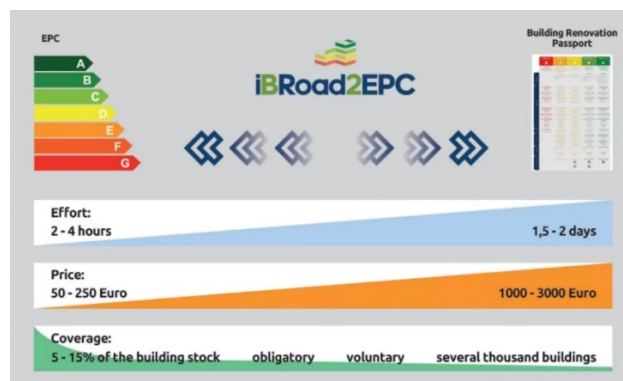 EPC
A
B
C
D
E
F
G
iBRoad2EPC
Building Renovation
Passport
Effort:
2 - 4 hours
1,5 - 2 days
Price:
50 - 250 Euro
1000 - 3000 Euro
Coverage:
5 - 15% of the building stock obligatory voluntary several thousand buildings